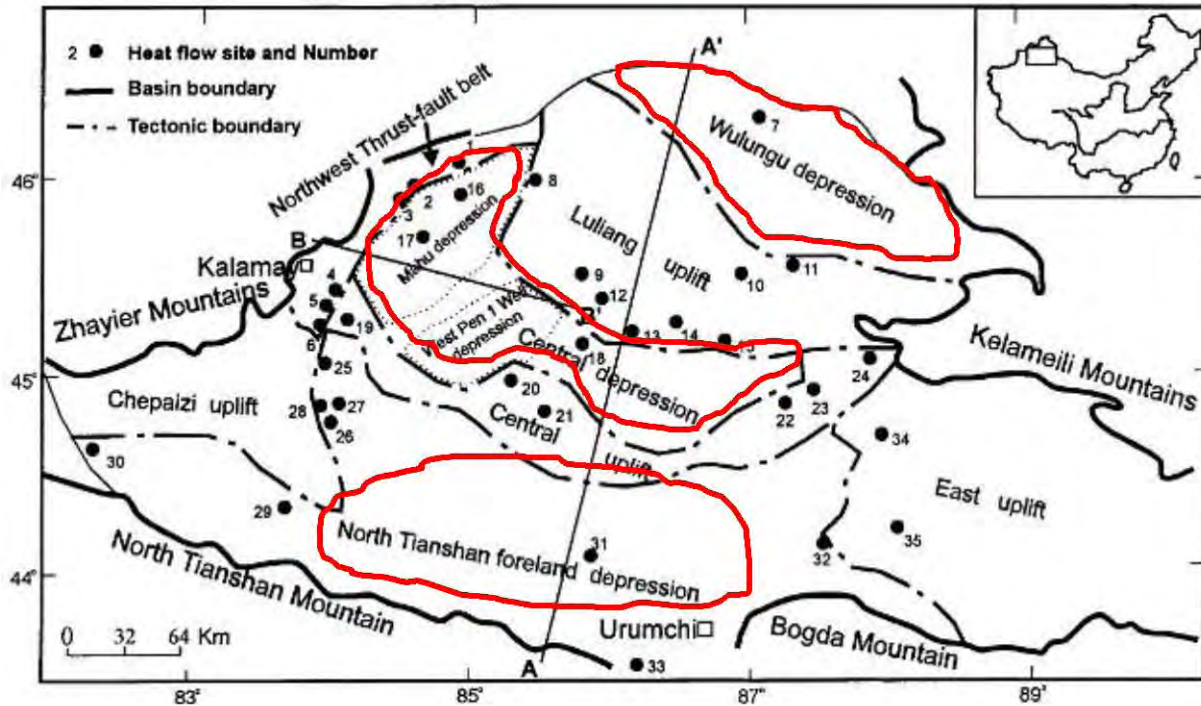 2 Heat flow site and Number
Basin boundary
Tectonic boundary
A'
Northwest Thrust-fault belt
46°
45°
44°
1
2
3
16
17
8
7
Wulungu depression
Mahu depression
Luliang
uplift
B
Kalamay
Zhayier Mountains
4
5
6
19
25
9
12
10
11
13
14
15
18
West Pen 1 Well
depression
Central depression
Kelameili Mountains
Chepaizi uplift
28
27
26
20
21
Central
uplift
22
23
24
34
30
29
East uplift
North Tianshan foreland depression
31
32
35
North Tianshan Mountain
0 32 64 Km
Urumchi
Bogda Mountain
A
33
83°
85°
87°
89°